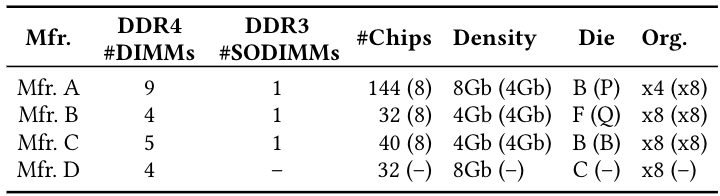 Mfr. DDR4 #DIMMs DDR3 #SODIMMs #Chips Density Die Org.
Mfr. A 9 1 144 (8) 8Gb (4Gb) B (P) x4 (x8)
Mfr. B 4 1 32 (8) 4Gb (4Gb) F (Q) x8 (x8)
Mfr. C 5 1 40 (8) 4Gb (4Gb) B (B) x8 (x8)
Mfr. D 4 – 32 (–) 8Gb (–) C (–) x8 (–)